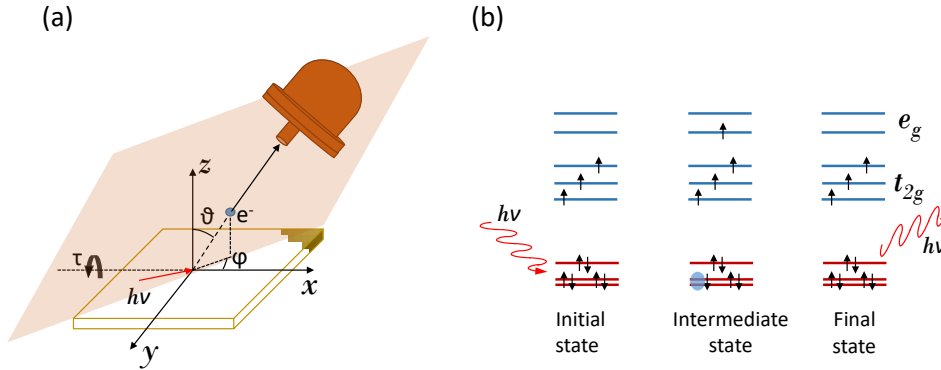 (a)
z
ϑ
e-
τ
φ
hν
x
y
(b)
e_g
t_2g
hν
hν
Initial
state
Intermediate
state
Final
state